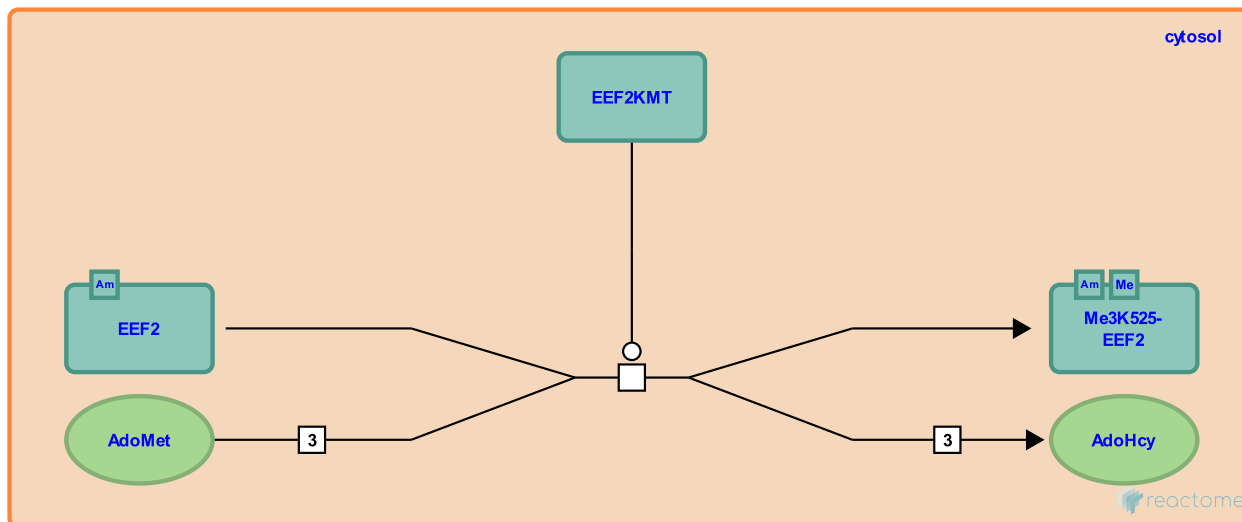 cytosol
EEF2KMT
Am
EEF2
Am
Me
Me3K525-
EEF2
AdoMet
3
3
AdoHcy
reactome